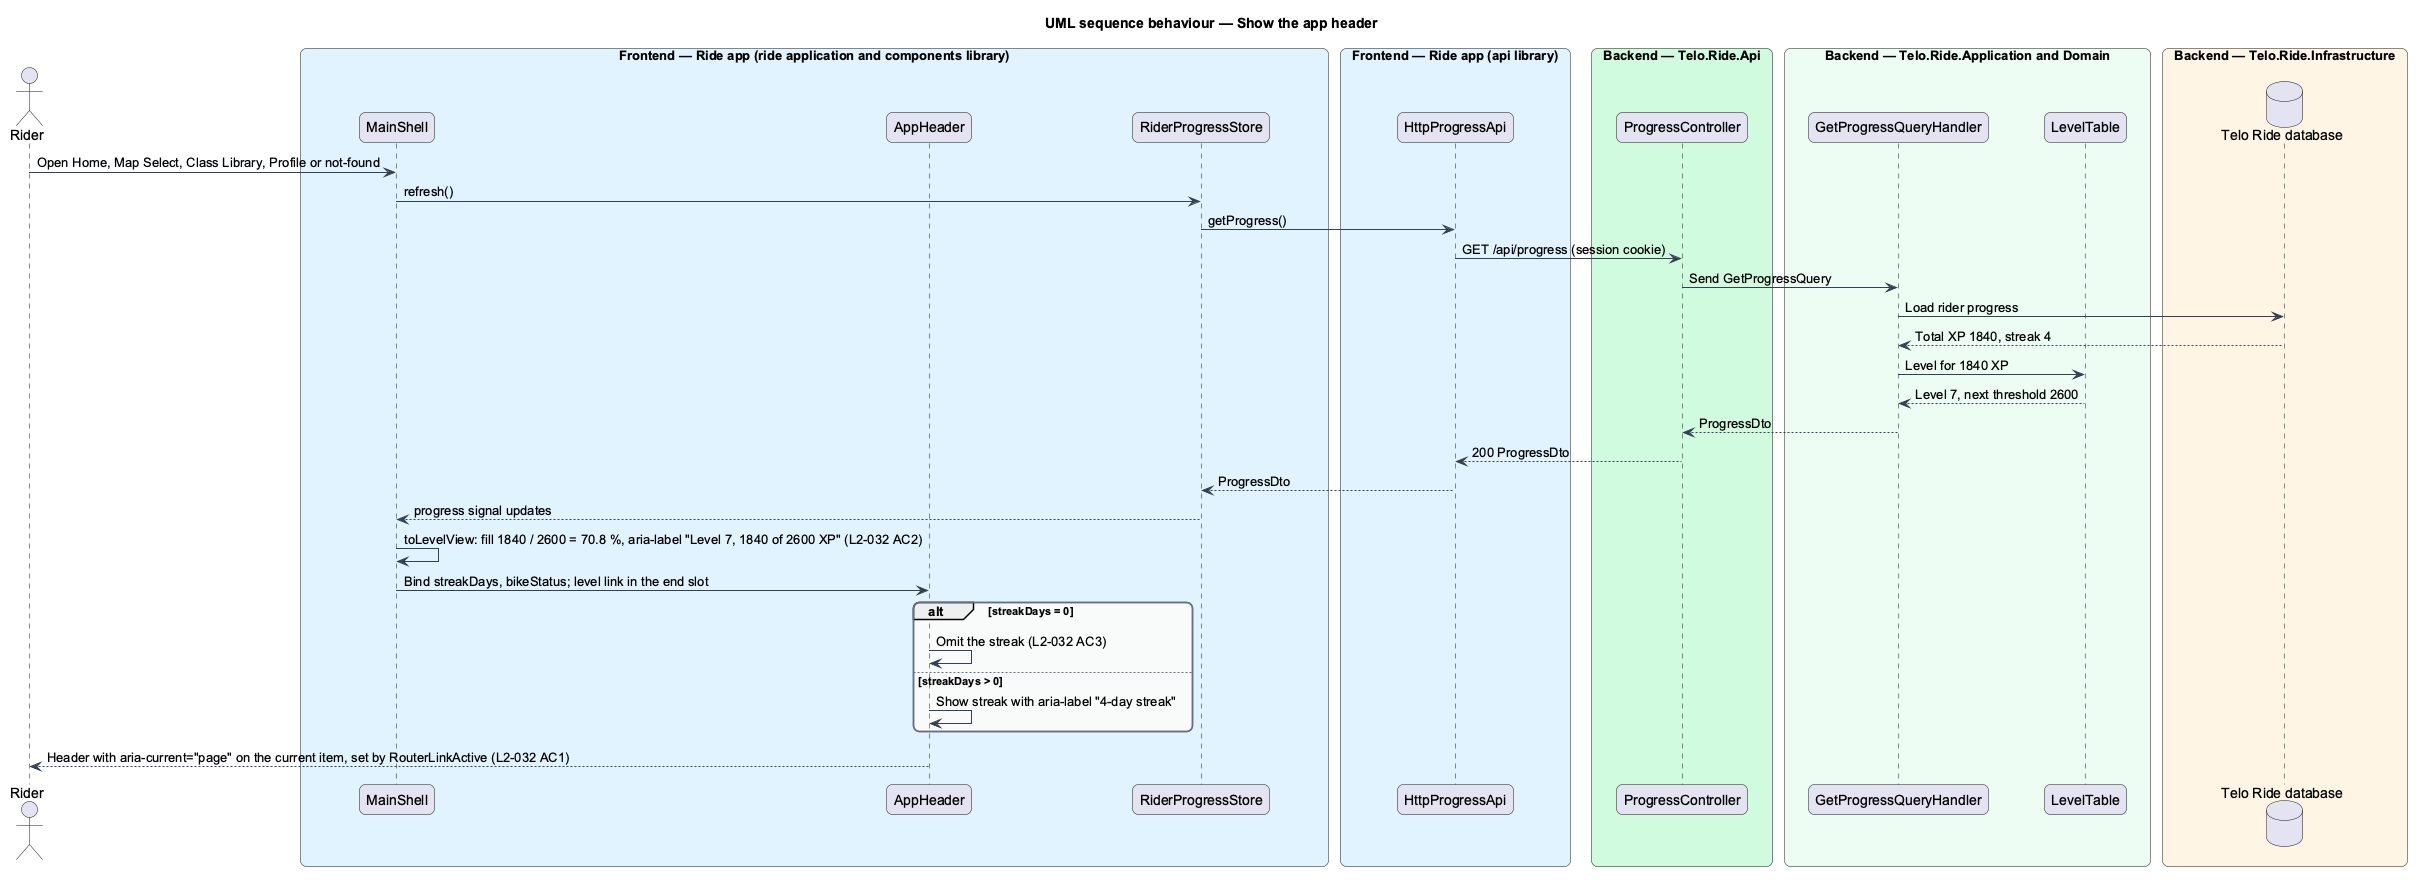 UML sequence behaviour — Show the app header
Frontend — Ride app (ride application and components library)
Frontend — Ride app (api library)
Backend — Telo.Ride.Api
Backend — Telo.Ride.Application and Domain
Backend — Telo.Ride.Infrastructure
Rider
MainShell
AppHeader
RiderProgressStore
HttpProgressApi
ProgressController
GetProgressQueryHandler
LevelTable
Telo Ride database
Open Home, Map Select, Class Library, Profile or not-found
refresh()
getProgress()
GET /api/progress (session cookie)
Send GetProgressQuery
Load rider progress
Total XP 1840, streak 4
Level for 1840 XP
Level 7, next threshold 2600
ProgressDto
200 ProgressDto
ProgressDto
progress signal updates
toLevelView: fill 1840 / 2600 = 70.8 %, aria-label "Level 7, 1840 of 2600 XP" (L2-032 AC2)
Bind streakDays, bikeStatus; level link in the end slot
alt [streakDays = 0]
Omit the streak (L2-032 AC3)
[streakDays > 0]
Show streak with aria-label "4-day streak"
Header with aria-current="page" on the current item, set by RouterLinkActive (L2-032 AC1)
Rider
MainShell
AppHeader
RiderProgressStore
HttpProgressApi
ProgressController
GetProgressQueryHandler
LevelTable
Telo Ride database